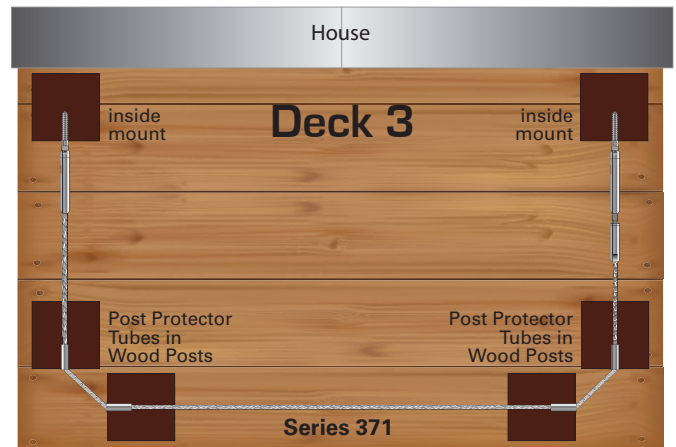 House
Deck 3
inside
mount
inside
mount
Post Protector
Tubes in
Wood Posts
Post Protector
Tubes in
Wood Posts
Series 371